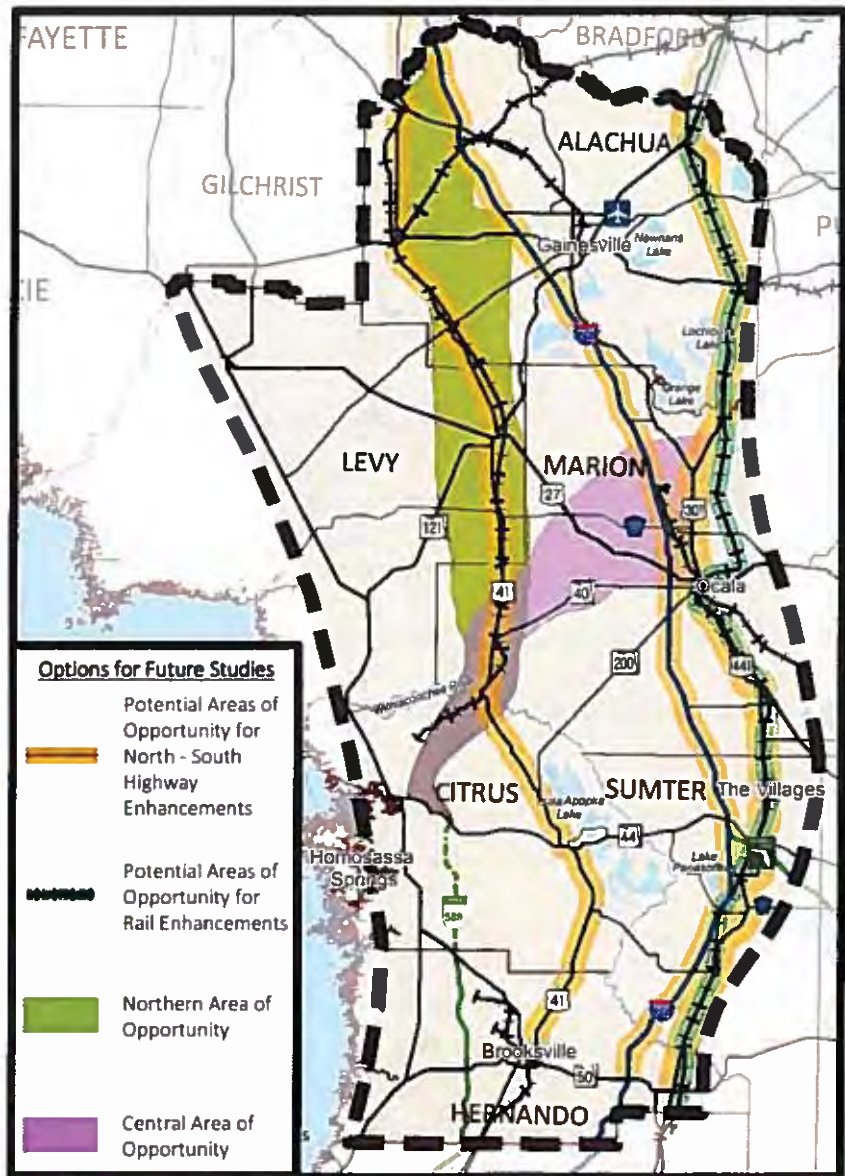 FAYETTE
BRADFORD
ALACHUA
GILCHRIST
Gainesville
Newnans
Lake
CIE
Lochloosa
Lake
Orange
Lake
LEVY
MARION
27
121
301
41
40
Ocala
200
441
Options for Future Studies
Potential Areas of
Opportunity for
North - South
Highway
Enhancements
Potential Areas of
Opportunity for
Rail Enhancements
Northern Area of
Opportunity
Central Area of
Opportunity
CITRUS
SUMTER
The Villages
Apopka
Lake
44
Lake
Homosassa
Springs
589
41
Brooksville
50
HERNANDO